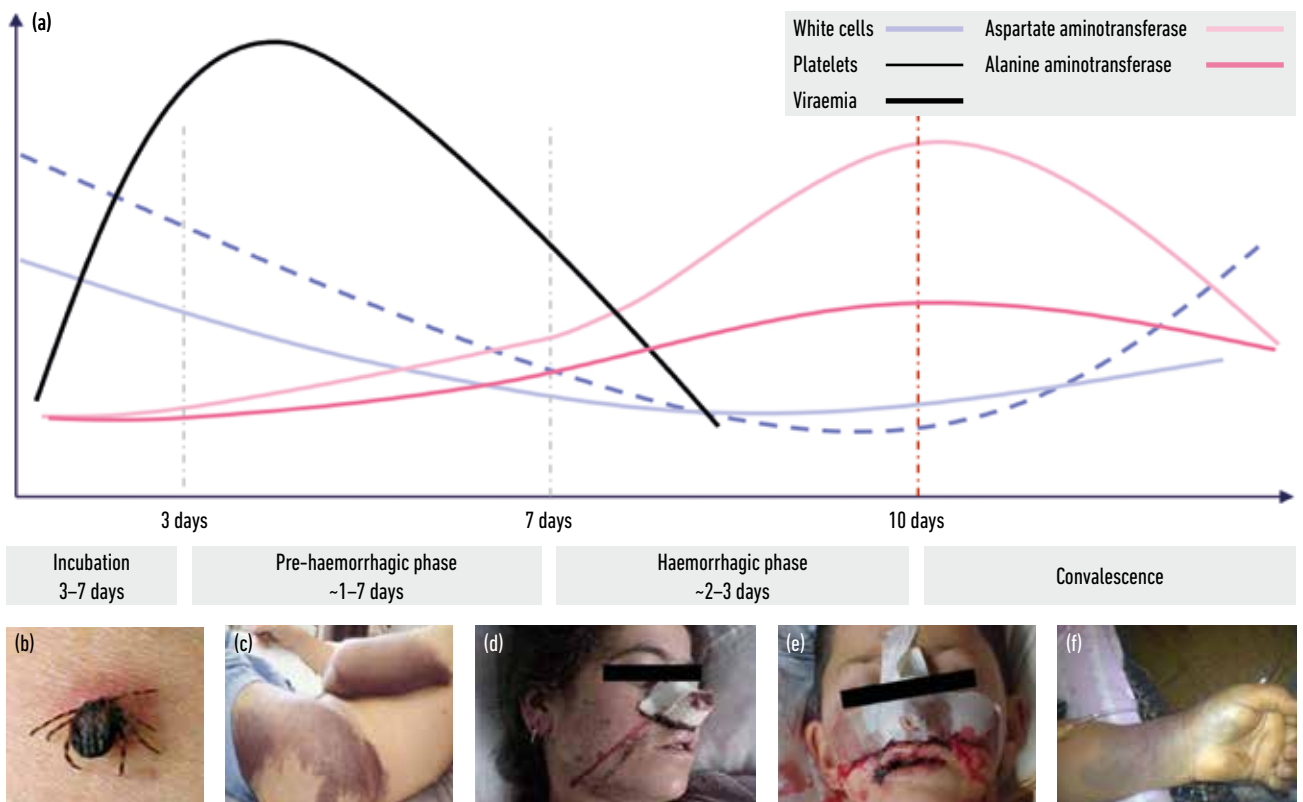 (a)
White cells
Aspartate aminotransferase
Platelets
Alanine aminotransferase
Viraemia
3 days
7 days
10 days
Incubation
3–7 days
Pre-haemorrhagic phase
~1–7 days
Haemorrhagic phase
~2–3 days
Convalescence
(b)
(c)
(d)
(e)
(f)